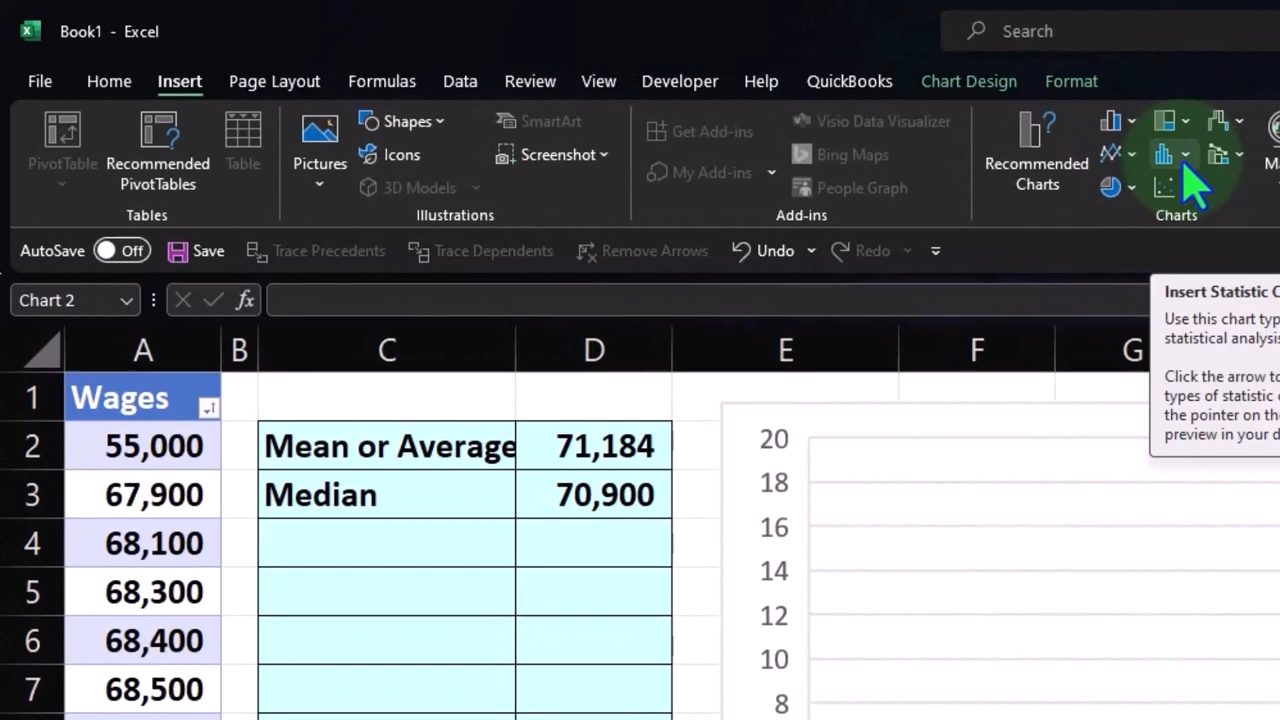 Book1 - Excel
Search
File Home Insert Page Layout Formulas Data Review View Developer Help QuickBooks Chart Design Format
PivotTable
Recommended
PivotTables
Table
Tables
Pictures
Shapes
Icons
3D Models
SmartArt
Screenshot
Illustrations
Get Add-ins
My Add-ins
Visio Data Visualizer
Bing Maps
People Graph
Add-ins
Recommended
Charts
Charts
AutoSave Off Save Trace Precedents Trace Dependents Remove Arrows Undo Redo
Chart 2 fx
Insert Statistic
Use this chart
statistical analysis
Click the arrow
types of statistic
the pointer on
preview in your
A B C D E F G
1 Wages
2 55,000 Mean or Average 71,184
3 67,900 Median 70,900
4 68,100
5 68,300
6 68,400
7 68,500
20
18
16
14
12
10
8